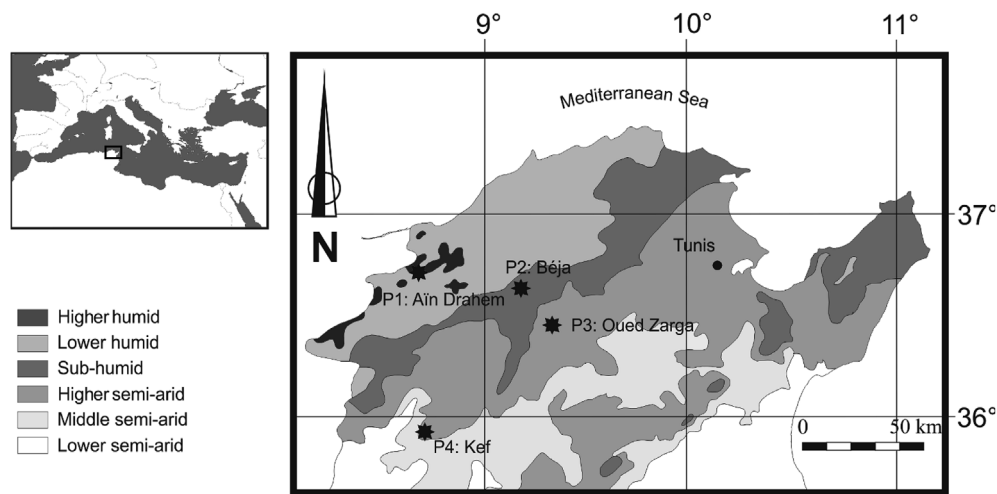 9° 10° 11°
Mediterranean Sea
37°
N
Tunis
P2: Béja
P1: Aïn Drahem
P3: Oued Zarga
Higher humid
Lower humid
Sub-humid
Higher semi-arid
Middle semi-arid
Lower semi-arid
36°
0 50 km
P4: Kef